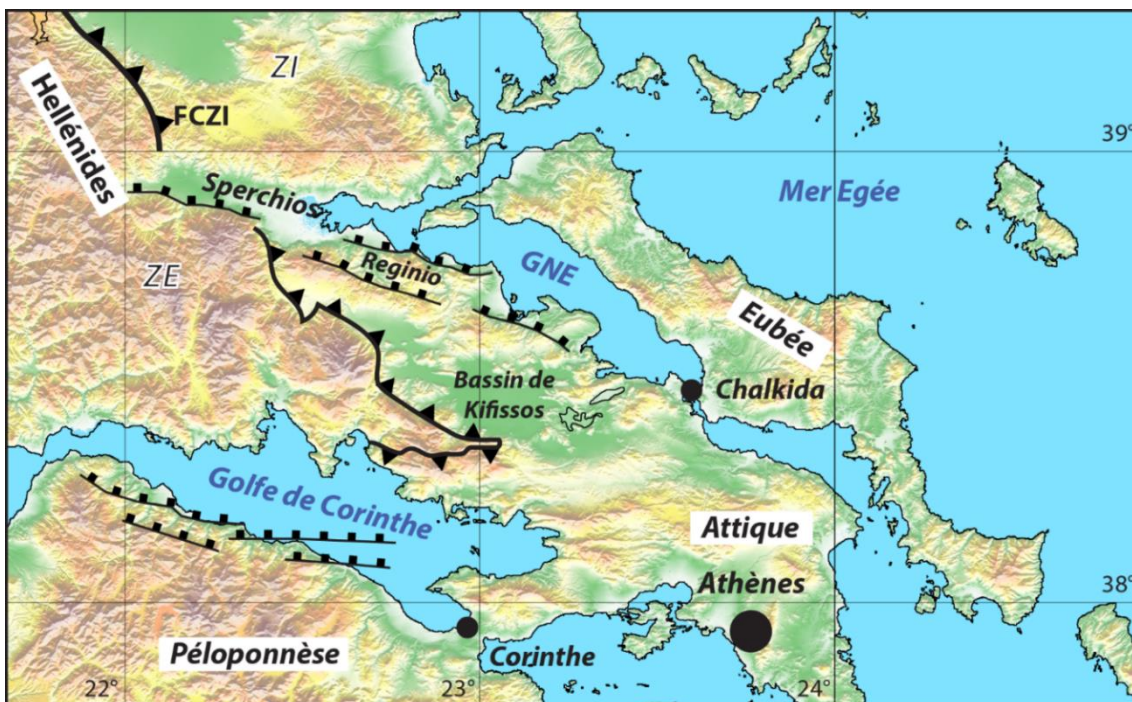 ZI
Hellénides
FCZI
39°
Sperchios
Mer Egée
ZE
Reginio
GNE
Eubée
Bassin de
Kifissos
Chalkida
Golfe de Corinthe
Attique
Athènes
38°
Péloponnèse
Corinthe
22°
23°
24°